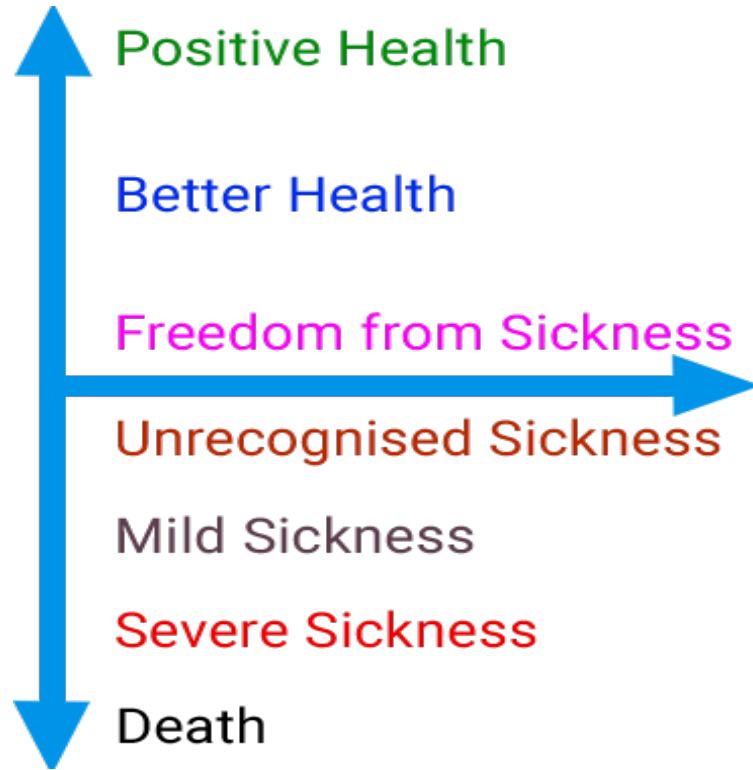 Positive Health
Better Health
Freedom from Sickness
Unrecognised Sickness
Mild Sickness
Severe Sickness
Death